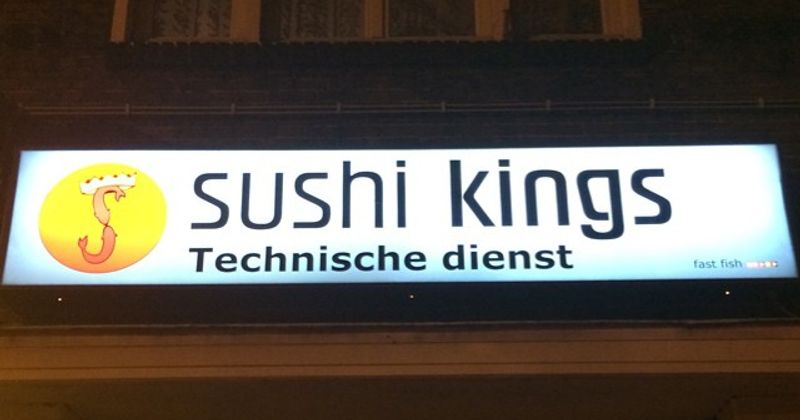 sushi kings
Technische dienst
fast fish